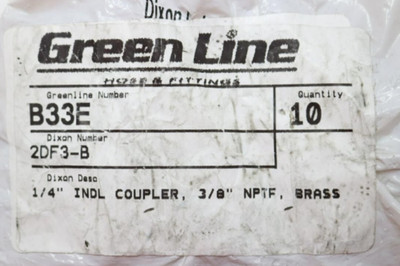 Dixon
Green Line
HOSE & FITTINGS
Greenline Number
Quantity
B33E
10
Dixon Number
2DF3-B
Dixon Desc
1/4" INDL COUPLER, 3/8" NPTF, BRASS